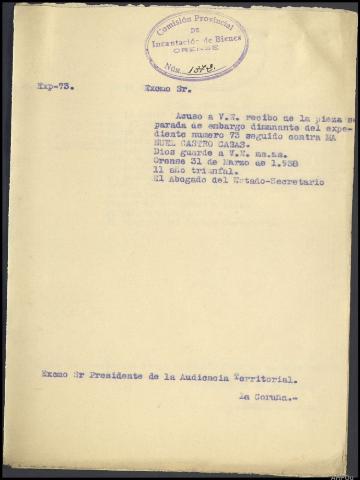 Comisión Provincial
DE
Incautación de Bienes
ORENSE
Núm. 1373.
Exp-73. Excmo Sr.
Acuso a V.E. recibo de la pieza se
parada de embargo dimanante del expe-
diente numero 73 seguido contra MA
NUEL CASTRO CASAS.
Dios guarde a V.E. ms.as.
Orense 31 de Marzo de 1.938
II año triunfal.
El Abogado del Estado-Secretario
Excmo Sr Presidente de la Audiencia Territorial.
La Coruña.-